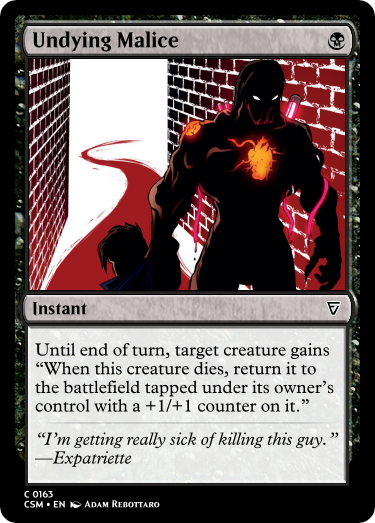 Undying Malice
Instant
Until end of turn, target creature gains
“When this creature dies, return it to
the battlefield tapped under its owner’s
control with a +1/+1 counter on it.”
“I’m getting really sick of killing this guy.”
—Expatriette
C 0163
CSM • EN Adam Rebottaro